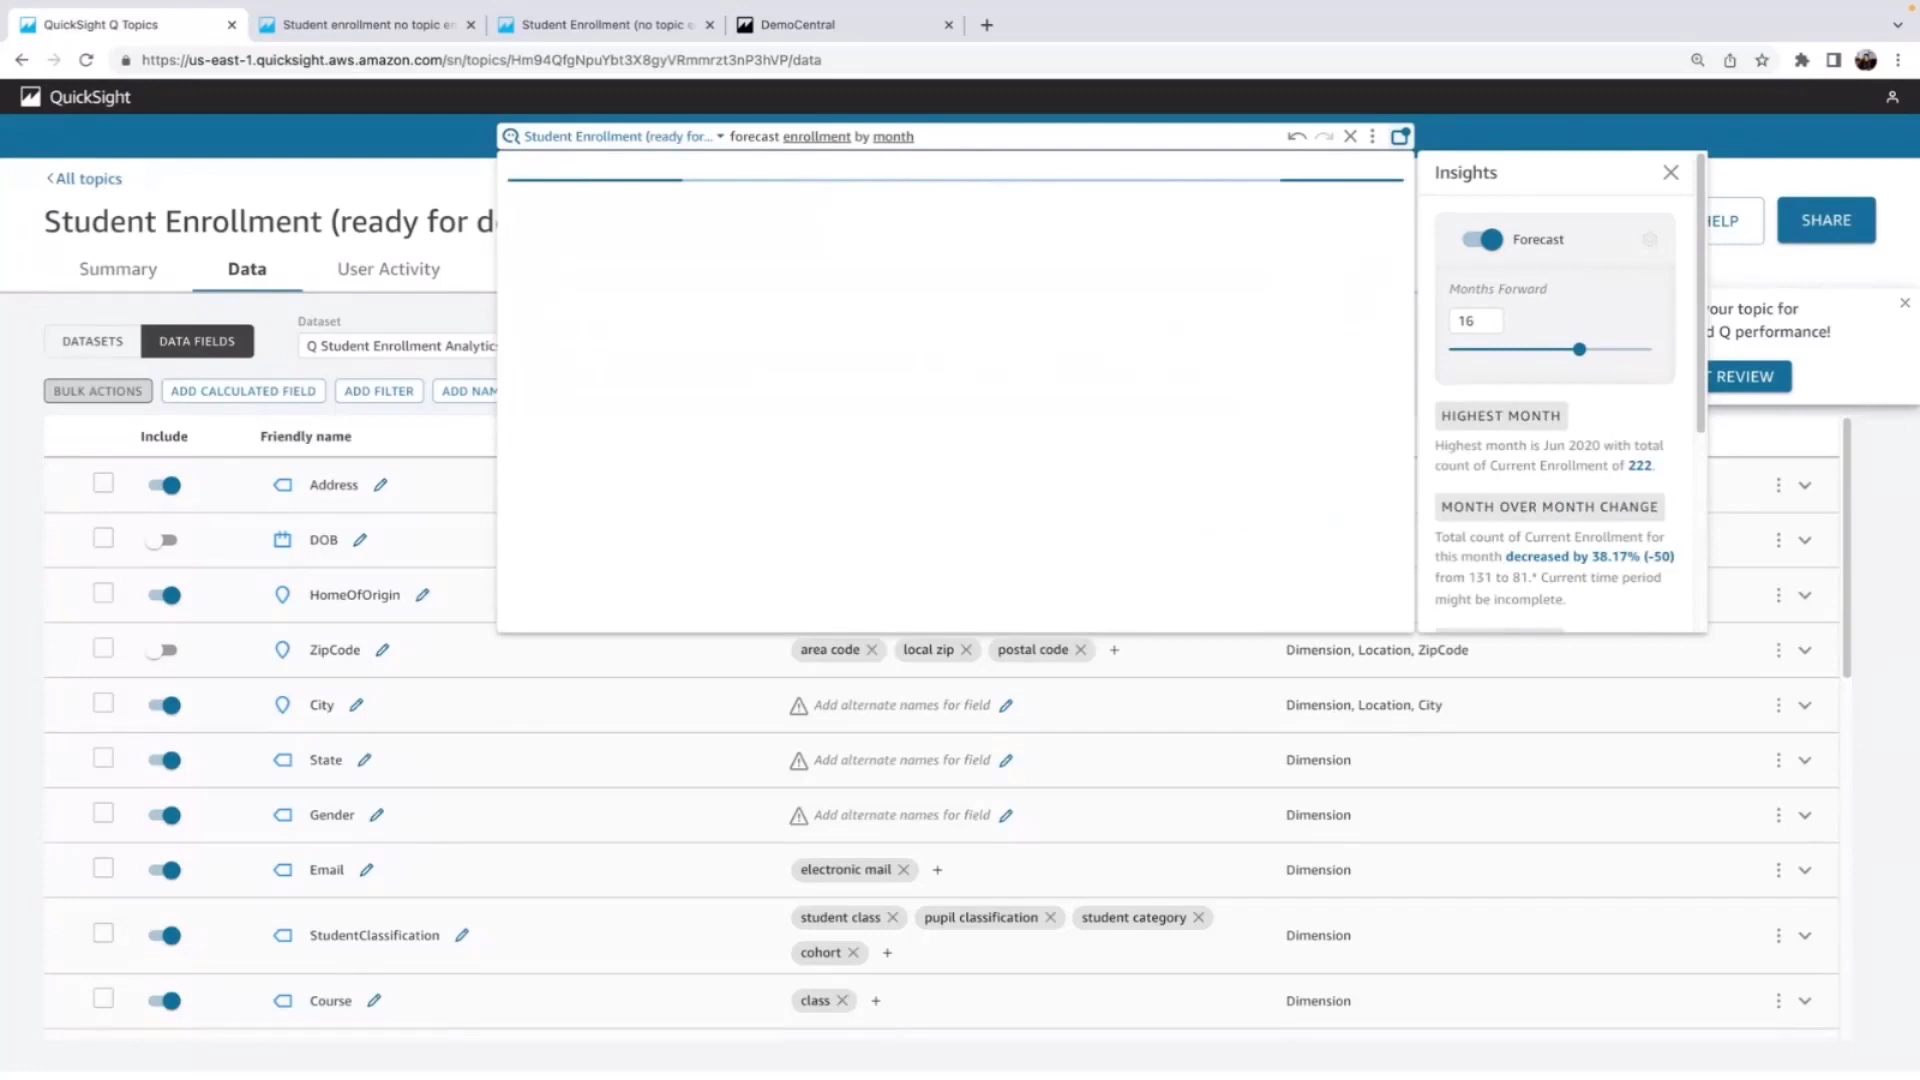 QuickSight Q Topics
Student enrollment no topic en
Student Enrollment (no topic e
DemoCentral
https://us-east-1.quicksight.aws.amazon.com/sn/topics/Hm94QfgNpuYbt3X8gyVRmmrzt3nP3hVP/data
QuickSight
Student Enrollment (ready for... forecast enrollment by month
All topics
Student Enrollment (ready for de
HELP
SHARE
Summary
Data
User Activity
Insights
Forecast
Months Forward
16
your topic for
d Q performance!
T REVIEW
DATASETS
DATA FIELDS
Dataset
Q Student Enrollment Analytics
BULK ACTIONS
ADD CALCULATED FIELD
ADD FILTER
ADD NAM
HIGHEST MONTH
Highest month is Jun 2020 with total
count of Current Enrollment of 222.
MONTH OVER MONTH CHANGE
Total count of Current Enrollment for
this month decreased by 38.17% (-50)
from 131 to 81.* Current time period
might be incomplete.
Include
Friendly name
Address
DOB
HomeOfOrigin
ZipCode
area code
local zip
postal code
Dimension, Location, ZipCode
City
Add alternate names for field
Dimension, Location, City
State
Add alternate names for field
Dimension
Gender
Add alternate names for field
Dimension
Email
electronic mail
Dimension
StudentClassification
student class
pupil classification
student category
cohort
Dimension
Course
class
Dimension